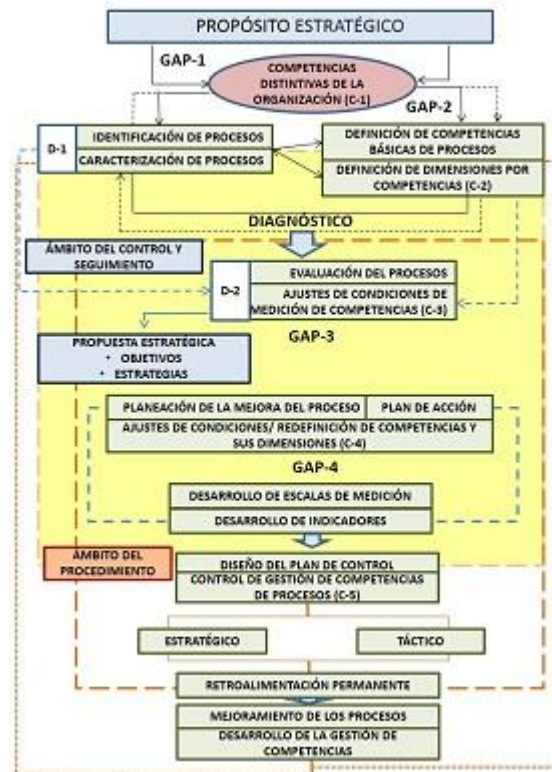 PROPÓSITO ESTRATÉGICO
GAP-1
COMPETENCIAS
DISTINTIVAS DE LA
ORGANIZACIÓN (C-1)
GAP-2
D-1
IDENTIFICACIÓN DE PROCESOS
CARACTERIZACIÓN DE PROCESOS
DEFINICIÓN DE COMPETENCIAS
BÁSICAS DE PROCESOS
DEFINICIÓN DE DIMENSIONES POR
COMPETENCIAS (C-2)
DIAGNÓSTICO
ÁMBITO DEL CONTROL Y
SEGUIMIENTO
D-2
EVALUACIÓN DEL PROCESOS
AJUSTES DE CONDICIONES DE
MEDICIÓN DE COMPETENCIAS (C-3)
GAP-3
PROPUESTA ESTRATÉGICA
• OBJETIVOS
• ESTRATEGIAS
PLANEACIÓN DE LA MEJORA DEL PROCESO
PLAN DE ACCIÓN
AJUSTES DE CONDICIONES/ REDEFINICIÓN DE COMPETENCIAS Y
SUS DIMENSIONES (C-4)
GAP-4
DESARROLLO DE ESCALAS DE MEDICIÓN
DESARROLLO DE INDICADORES
ÁMBITO DEL
PROCEDIMIENTO
DISEÑO DEL PLAN DE CONTROL
CONTROL DE GESTIÓN DE COMPETENCIAS
DE PROCESOS (C-5)
ESTRATÉGICO
TÁCTICO
RETROALIMENTACIÓN PERMANENTE
MEJORAMIENTO DE LOS PROCESOS
DESARROLLO DE LA GESTIÓN DE
COMPETENCIAS